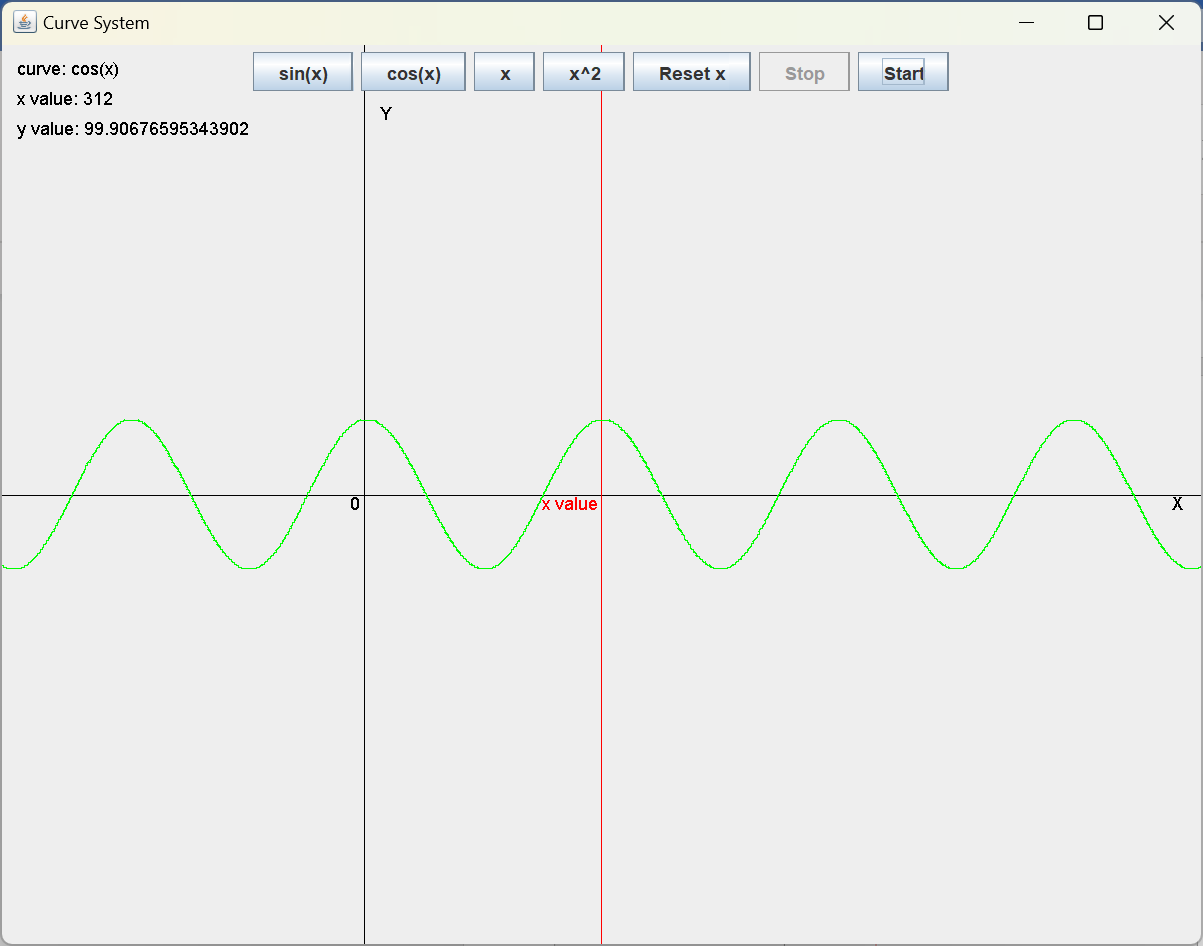 Curve System
curve: cos(x)
x value: 312
y value: 99.90676595343902
sin(x) cos(x) x x^2 Reset x Stop Start
Y
0 x value X